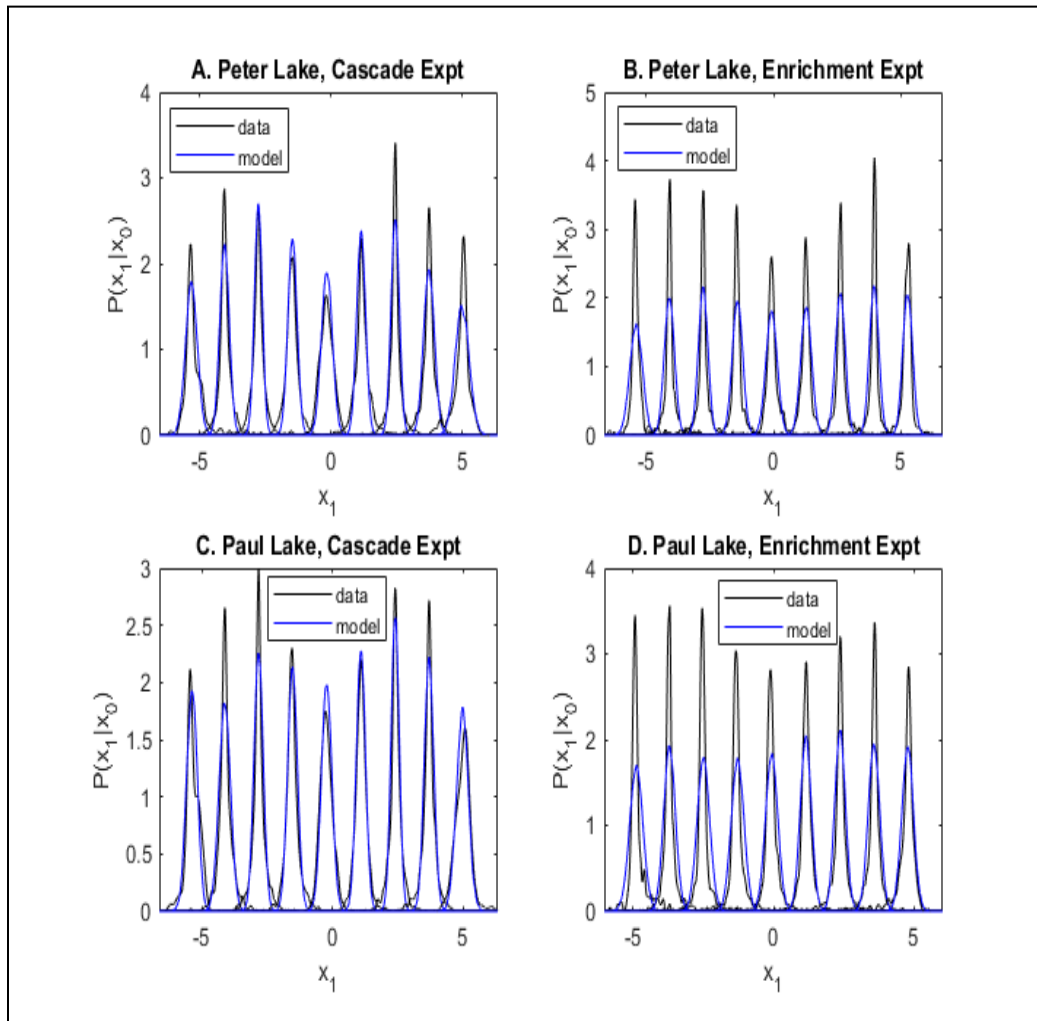 A. Peter Lake, Cascade Expt
4
3
2
1
0
P(x₁|x₀)
data
model
-5
0
5
x₁
B. Peter Lake, Enrichment Expt
5
4
3
2
1
0
data
model
-5
0
5
x₁
C. Paul Lake, Cascade Expt
3
2.5
2
1.5
1
0.5
0
P(x₁|x₀)
data
model
-5
0
5
x₁
D. Paul Lake, Enrichment Expt
4
3
2
1
0
P(x₁|x₀)
data
model
-5
0
5
x₁